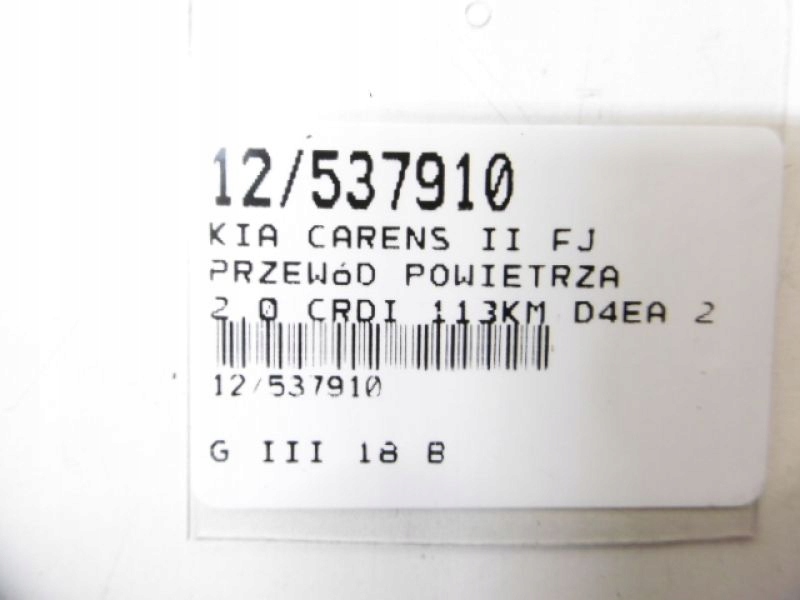 12/537910
KIA CARENS II FJ
PRZEWóD POWIETRZA
2.0 CRDI 113KM D4EA 2
12/537910
G III 18 B